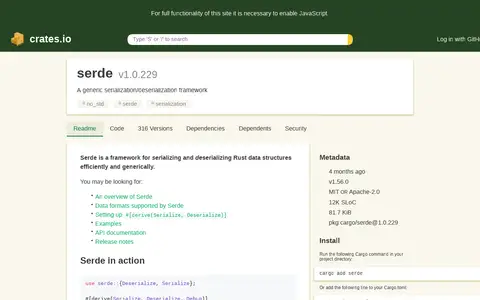 For full functionality of this site it is necessary to enable JavaScript.
crates.io
Type 'S' or '/' to search
Log in with GitH
serde v1.0.229
A generic serialization/deserialization framework
# no_std # serde # serialization
Readme Code 316 Versions Dependencies Dependents Security
Serde is a framework for serializing and deserializing Rust data structures
efficiently and generically.
You may be looking for:
• An overview of Serde
• Data formats supported by Serde
• Setting up #[derive(Serialize, Deserialize)]
• Examples
• API documentation
• Release notes
Serde in action
use serde::{Deserialize, Serialize};
#[derive(Serialize, Deserialize, Debug)]
Metadata
4 months ago
v1.56.0
MIT OR Apache-2.0
12K SLoC
81.7 KiB
pkg:cargo/serde@1.0.229
Install
Run the following Cargo command in your
project directory:
cargo add serde
Or add the following line to your Cargo.toml: